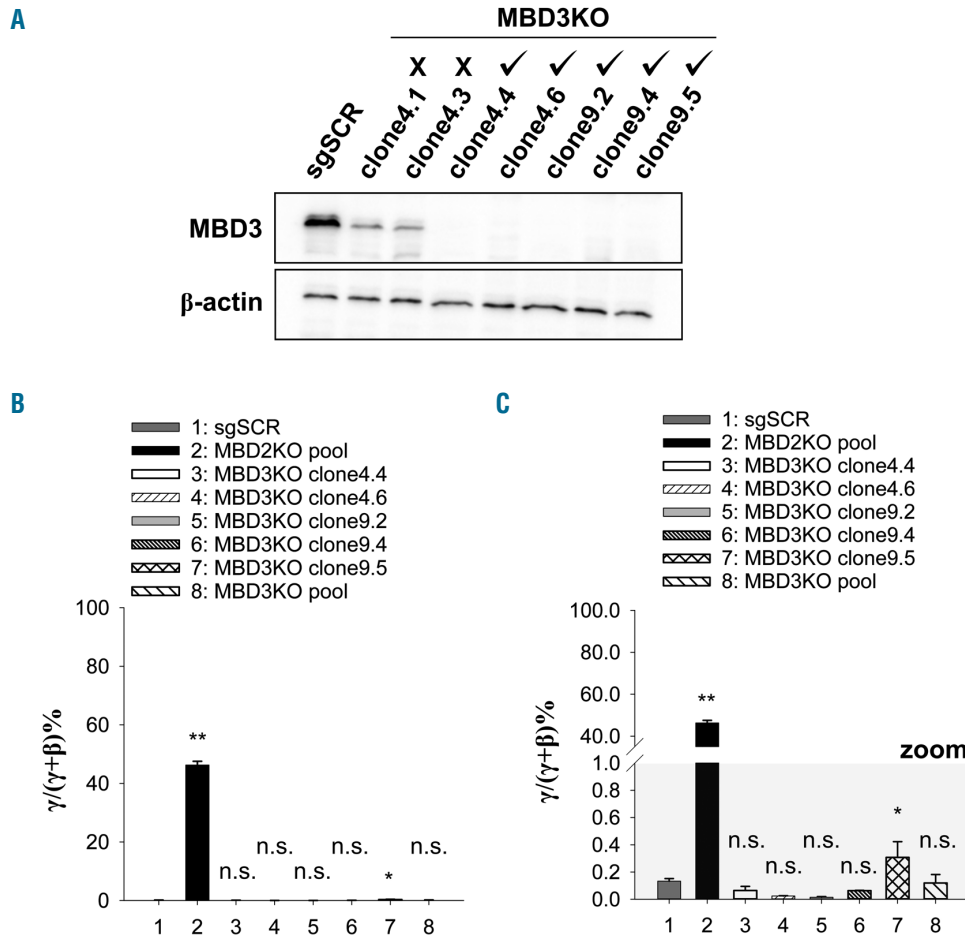 A
MBD3KO
X X ✓ ✓ ✓ ✓ ✓
sgSCR clone4.1 clone4.3 clone4.4 clone4.6 clone9.2 clone9.4 clone9.5
MBD3
β-actin
B
1: sgSCR
2: MBD2KO pool
3: MBD3KO clone4.4
4: MBD3KO clone4.6
5: MBD3KO clone9.2
6: MBD3KO clone9.4
7: MBD3KO clone9.5
8: MBD3KO pool
γ/(γ+β)%
100
80
60
40
20
0
**
n.s. n.s. n.s. n.s. n.s. * n.s.
1 2 3 4 5 6 7 8
C
1: sgSCR
2: MBD2KO pool
3: MBD3KO clone4.4
4: MBD3KO clone4.6
5: MBD3KO clone9.2
6: MBD3KO clone9.4
7: MBD3KO clone9.5
8: MBD3KO pool
γ/(γ+β)%
100.0
80.0
60.0
40.0
1.0
0.8
0.6
0.4
0.2
0.0
**
zoom
n.s. n.s. n.s. n.s. * n.s.
1 2 3 4 5 6 7 8